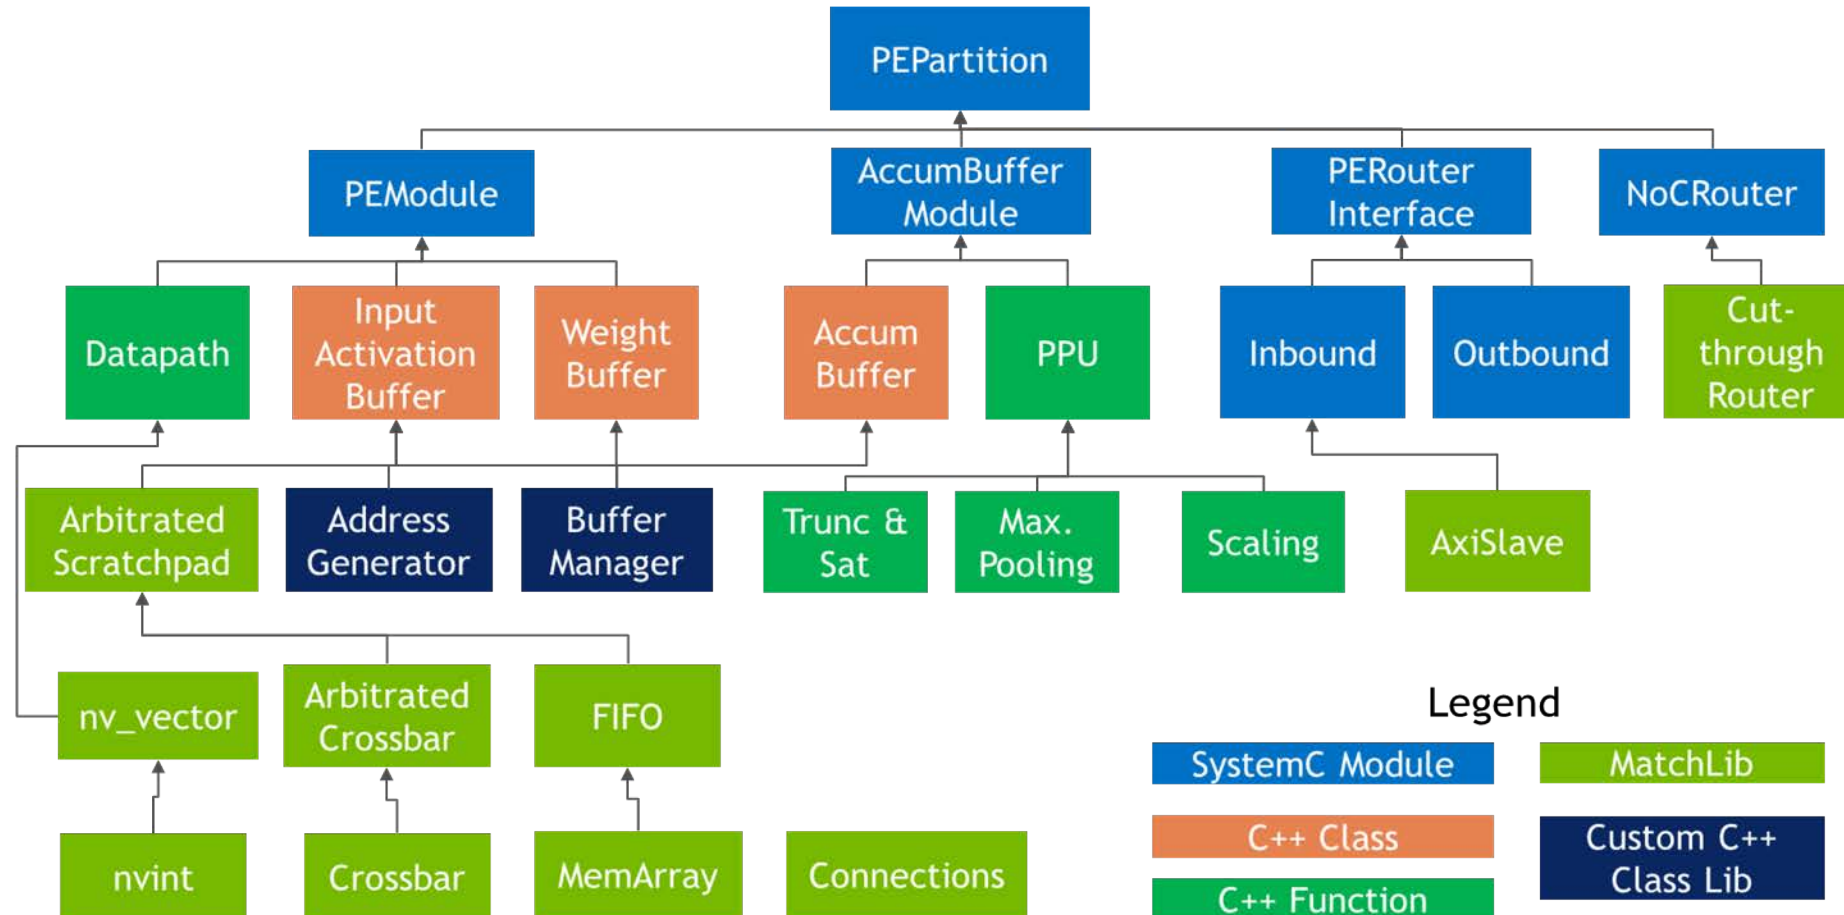 PEPartition
PEModule
AccumBuffer
Module
PERouter
Interface
NoCRouter
Datapath
Input
Activation
Buffer
Weight
Buffer
Accum
Buffer
PPU
Inbound
Outbound
Cut-
through
Router
Arbitrated
Scratchpad
Address
Generator
Buffer
Manager
Trunc &
Sat
Max.
Pooling
Scaling
AxiSlave
nv_vector
Arbitrated
Crossbar
FIFO
nvint
Crossbar
MemArray
Connections
Legend
SystemC Module
MatchLib
C++ Class
Custom C++
Class Lib
C++ Function